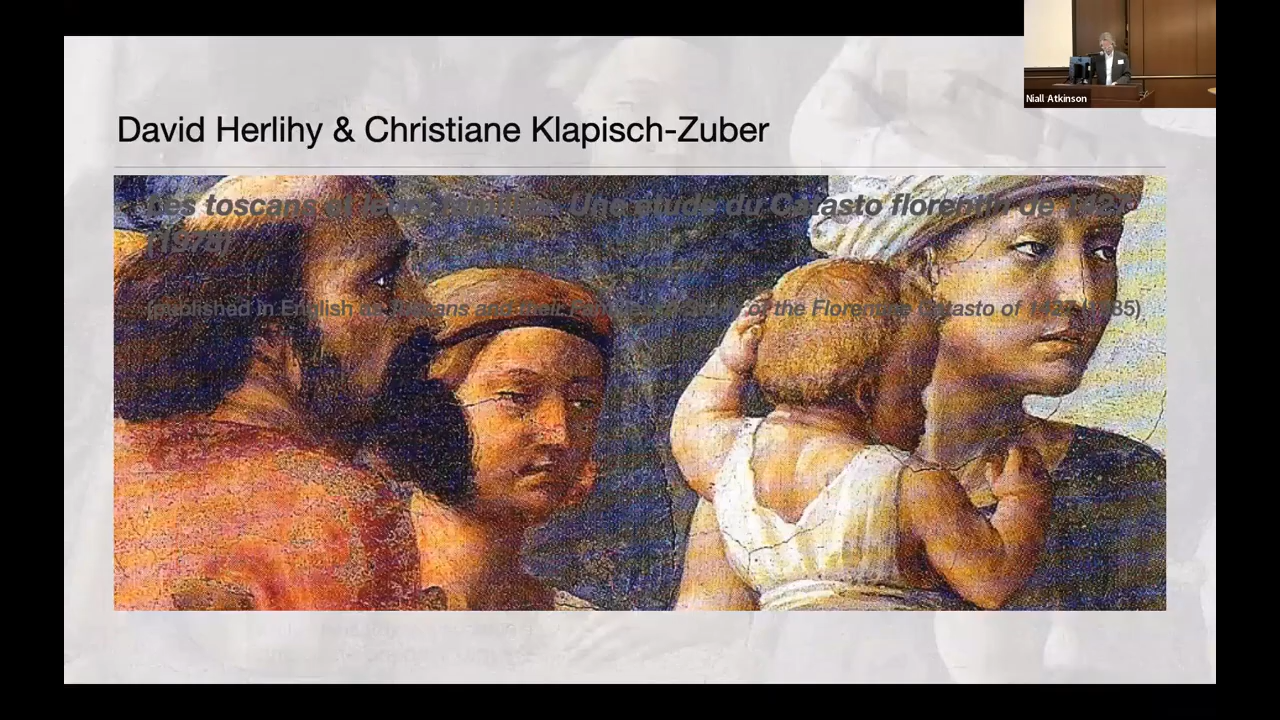 Niall Atkinson
David Herlihy & Christiane Klapisch-Zuber
Les toscans et leurs familles. Une étude du Catasto florentin de 1427
(1978)
(published in English as Tuscans and their Families: A Study of the Florentine Catasto of 1427 (1985)